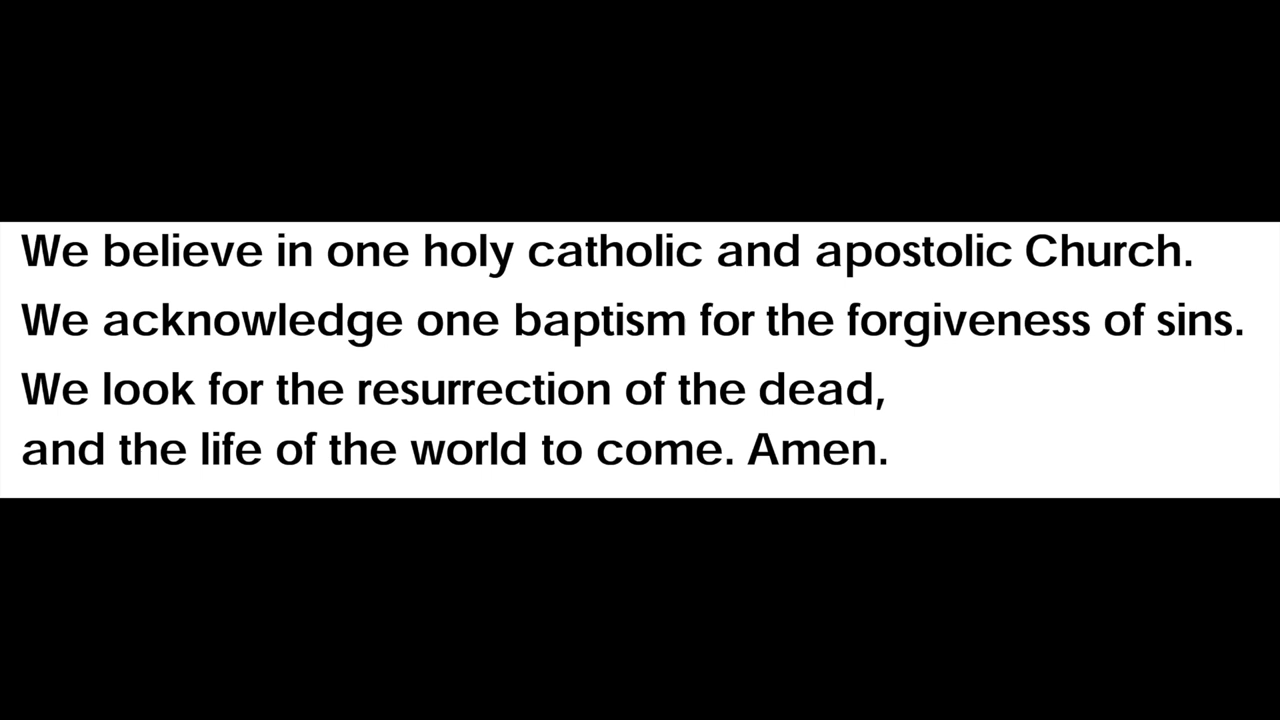 We believe in one holy catholic and apostolic Church.
We acknowledge one baptism for the forgiveness of sins.
We look for the resurrection of the dead,
and the life of the world to come. Amen.